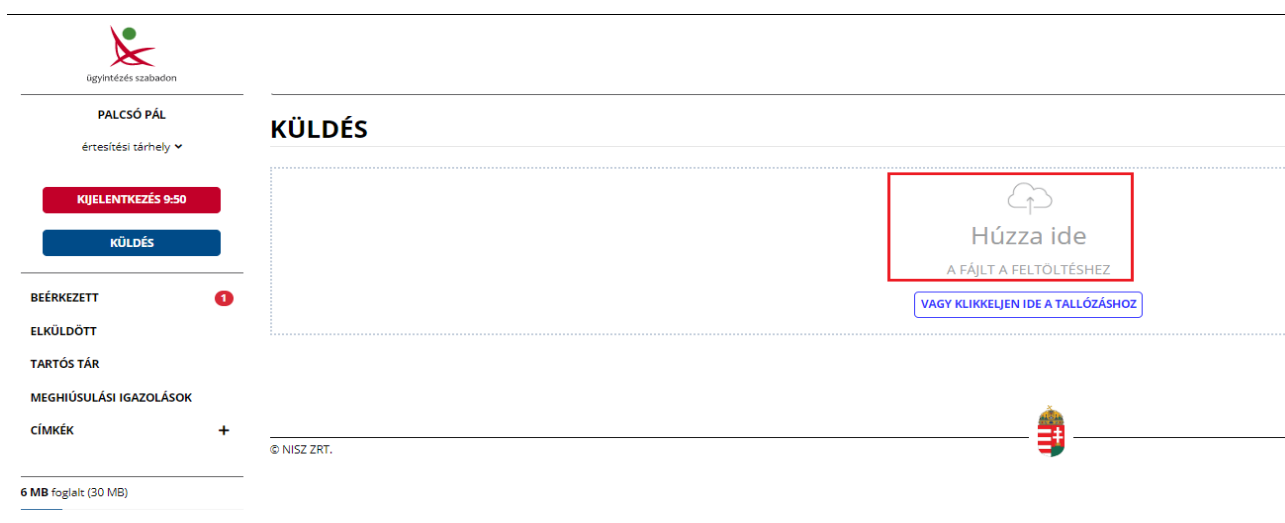 ügyintézés szabadon
PALCSÓ PÁL
értesítési tárhely
KIJELENTKEZÉS 9:50
KÜLDÉS
BEÉRKEZETT 1
ELKÜLDÖTT
TARTÓS TÁR
MEGHIÚSULÁSI IGAZOLÁSOK
CÍMKÉK +
6 MB foglalt (30 MB)
KÜLDÉS
Húzza ide
A FÁJLT A FELTÖLTÉSHEZ
VAGY KLIKKELJEN IDE A TALLÓZÁSHOZ
© NISZ ZRT.